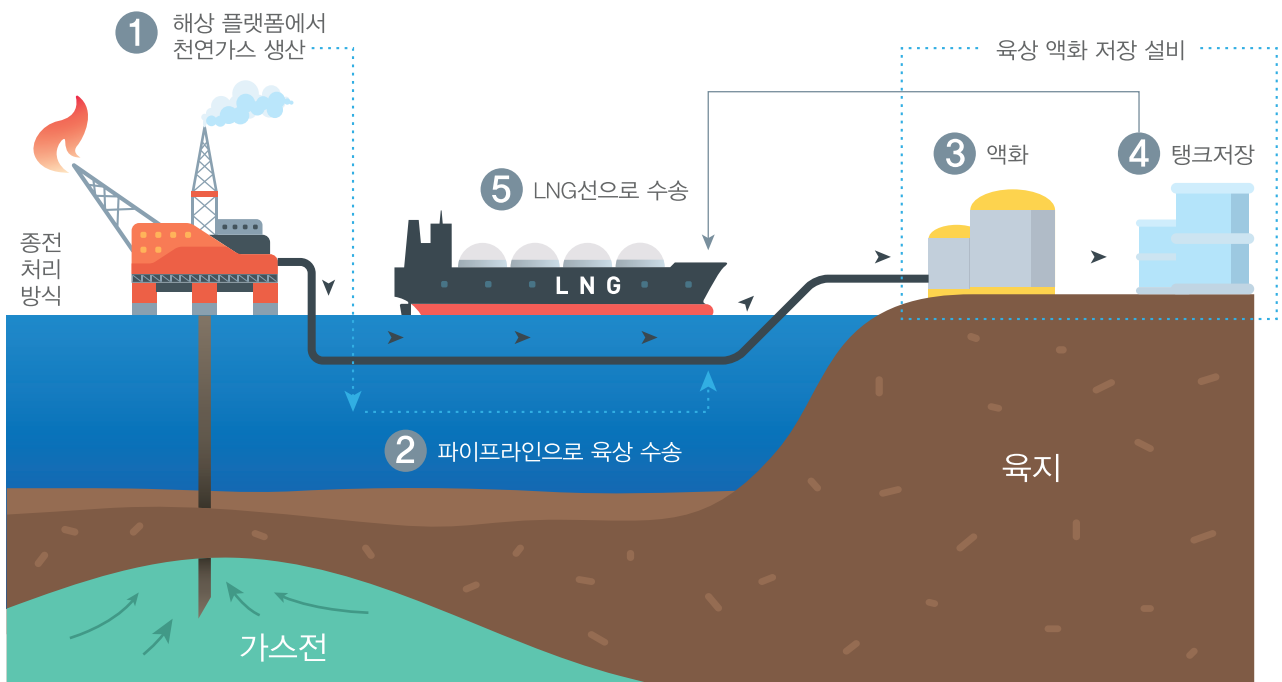 1
해상 플랫폼에서
천연가스 생산
육상 액화 저장 설비
3 액화
4 탱크저장
5 LNG선으로 수송
종전
처리
방식
LNG
2 파이프라인으로 육상 수송
육지
가스전